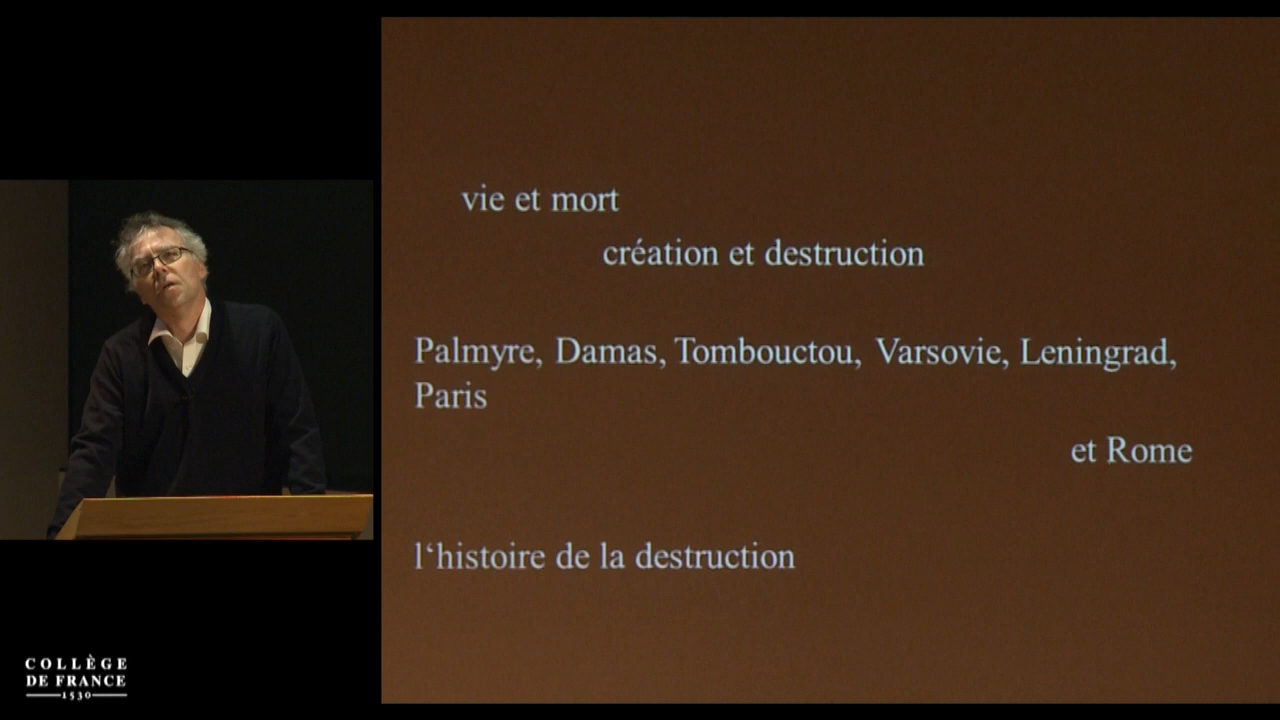 vie et mort
création et destruction
Palmyre, Damas, Tombouctou, Varsovie, Leningrad,
Paris
et Rome
l‘histoire de la destruction
COLLÈGE
DE FRANCE
1530